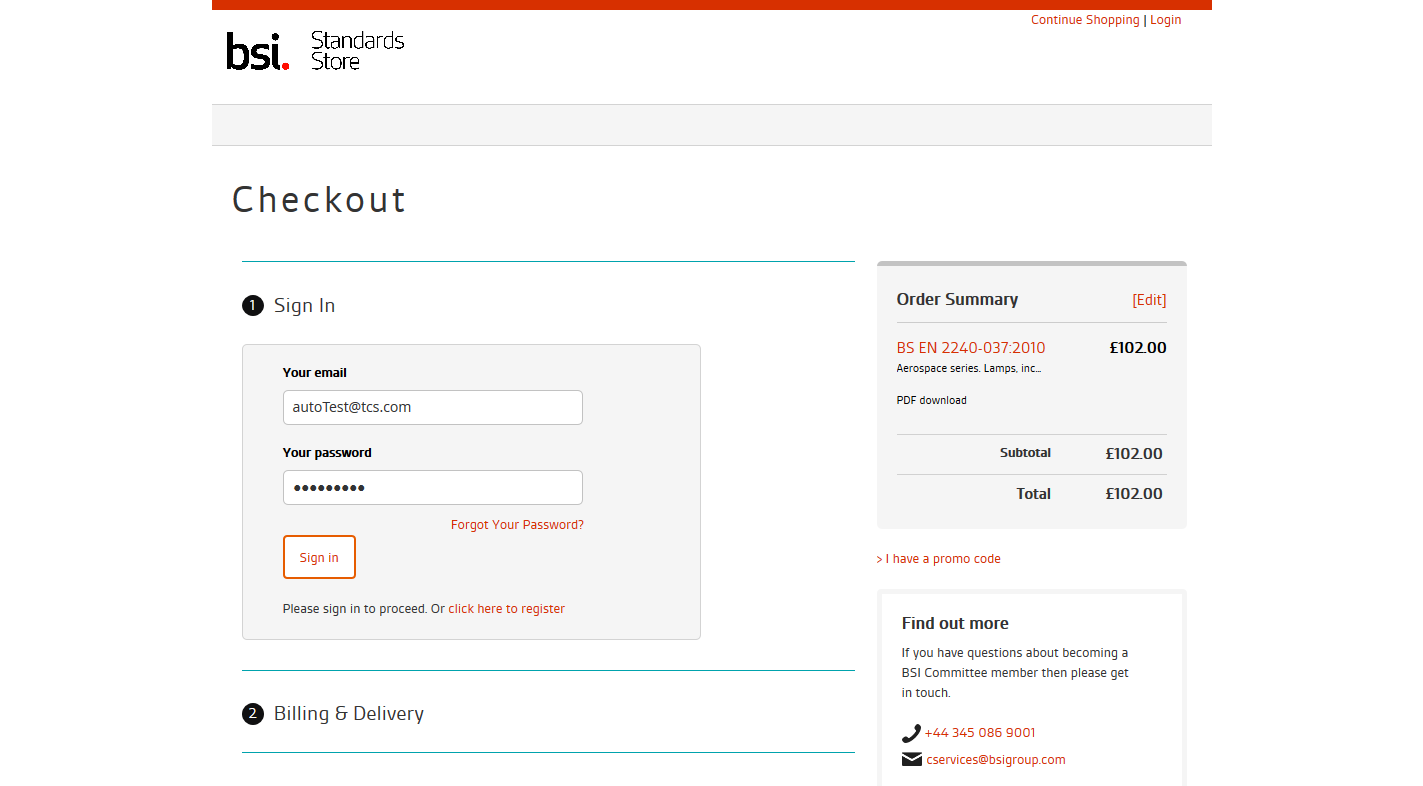 Continue Shopping | Login
bsi. Standards
Store
Checkout
1 Sign In
Your email
autoTest@tcs.com
Your password
•••••••••
Forgot Your Password?
Sign in
Please sign in to proceed. Or click here to register
2 Billing & Delivery
Order Summary [Edit]
BS EN 2240-037:2010 £102.00
Aerospace series. Lamps, inc...
PDF download
Subtotal £102.00
Total £102.00
> I have a promo code
Find out more
If you have questions about becoming a
BSI Committee member then please get
in touch.
+44 345 086 9001
cservices@bsigroup.com